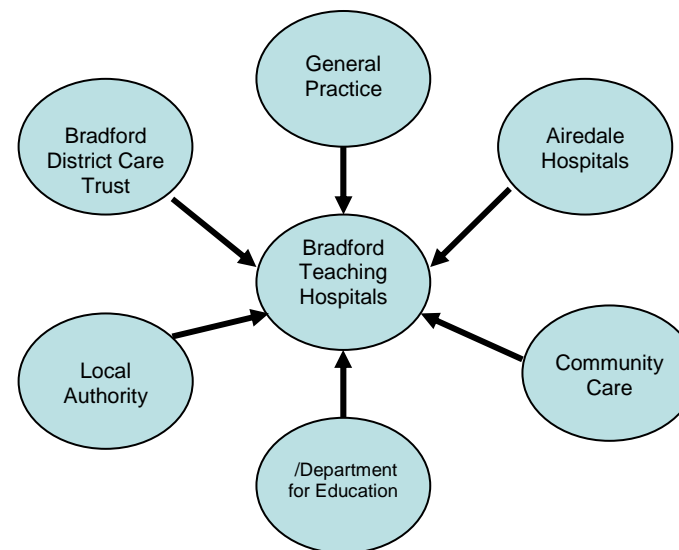 General
Practice
Bradford
District Care
Trust
Airedale
Hospitals
Bradford
Teaching
Hospitals
Local
Authority
Community
Care
/Department
for Education